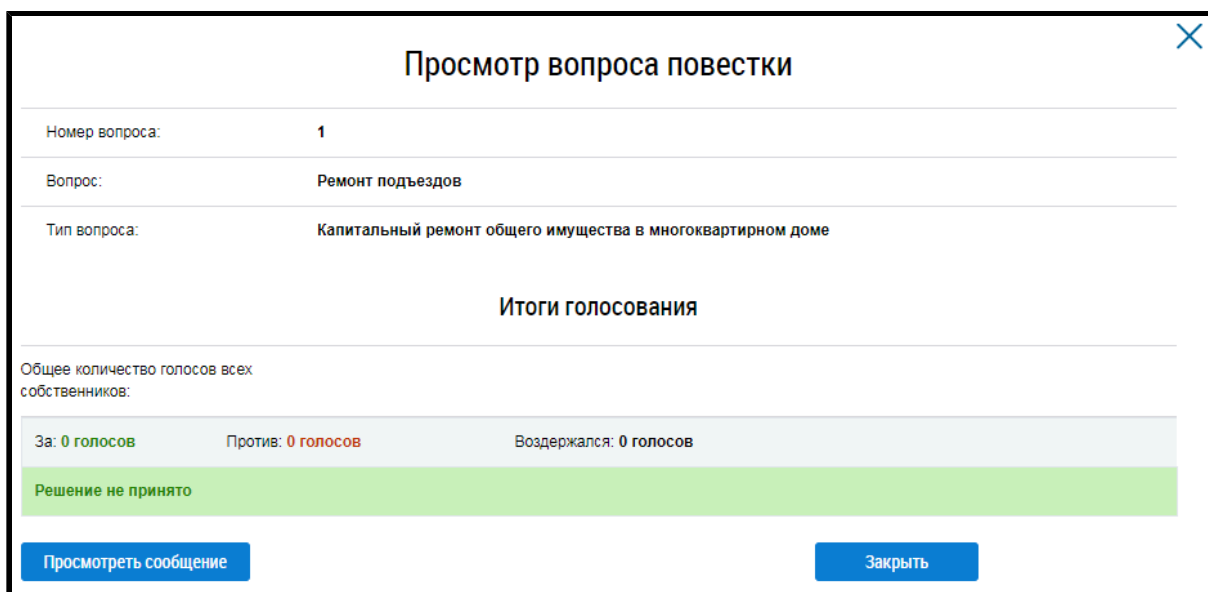 Просмотр вопроса повестки
Номер вопроса: 1
Вопрос: Ремонт подъездов
Тип вопроса: Капитальный ремонт общего имущества в многоквартирном доме
Итоги голосования
Общее количество голосов всех
собственников:
За: 0 голосов Против: 0 голосов Воздержался: 0 голосов
Решение не принято
Просмотреть сообщение Закрыть